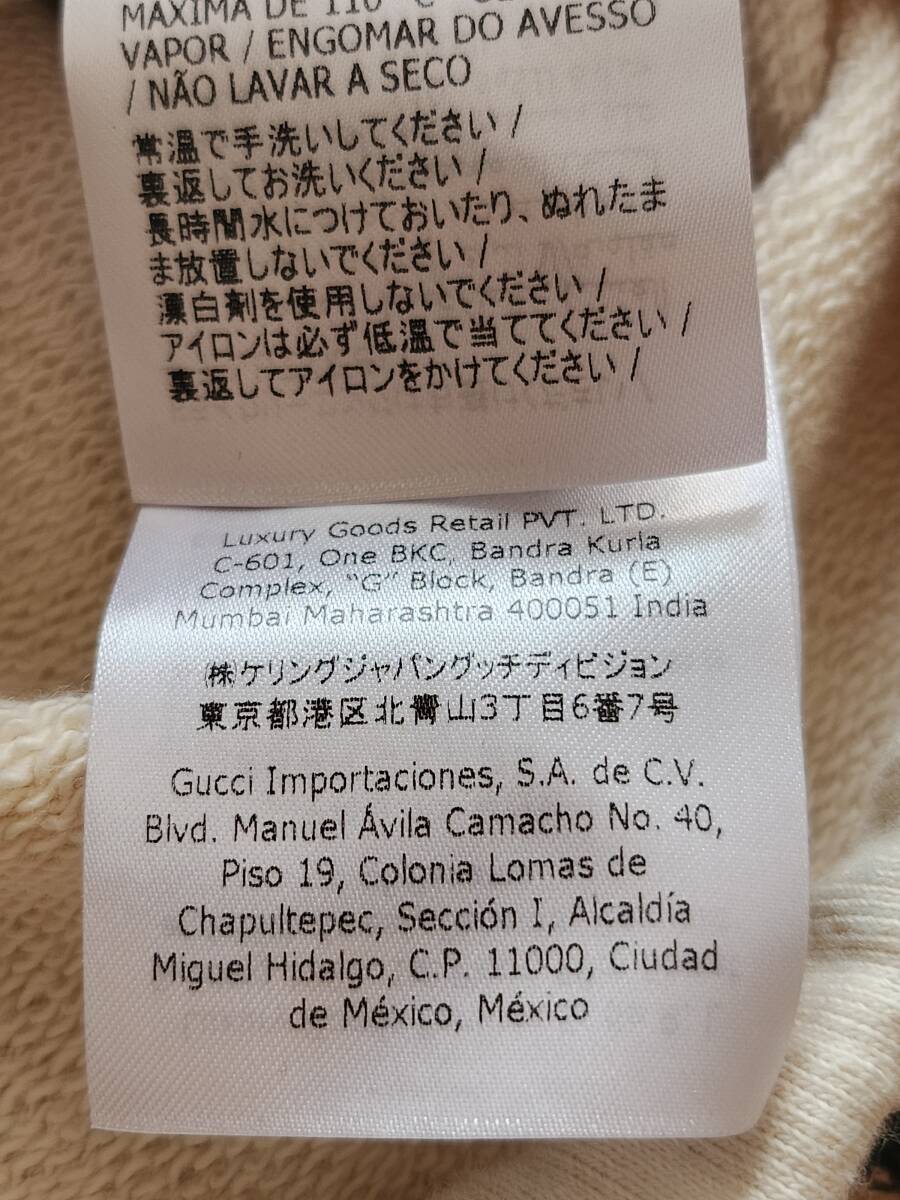 MÁXIMA DE 110
VAPOR / ENGOMAR DO AVESSO
/ NÃO LAVAR A SECO
常温で手洗いしてください /
裏返してお洗いください /
長時間水につけておいたり、ぬれたま
ま放置しないでください /
漂白剤を使用しないでください /
アイロンは必ず低温で当ててください /
裏返してアイロンをかけてください /
Luxury Goods Retail PVT. LTD.
C-601, One BKC, Bandra Kurla
Complex, "G" Block, Bandra (E)
Mumbai Maharashtra 400051 India
㈱ケリングジャパングッチディビジョン
東京都港区北青山3丁目6番7号
Gucci Importaciones, S.A. de C.V.
Blvd. Manuel Ávila Camacho No. 40,
Piso 19, Colonia Lomas de
Chapultepec, Sección I, Alcaldía
Miguel Hidalgo, C.P. 11000, Ciudad
de México, México